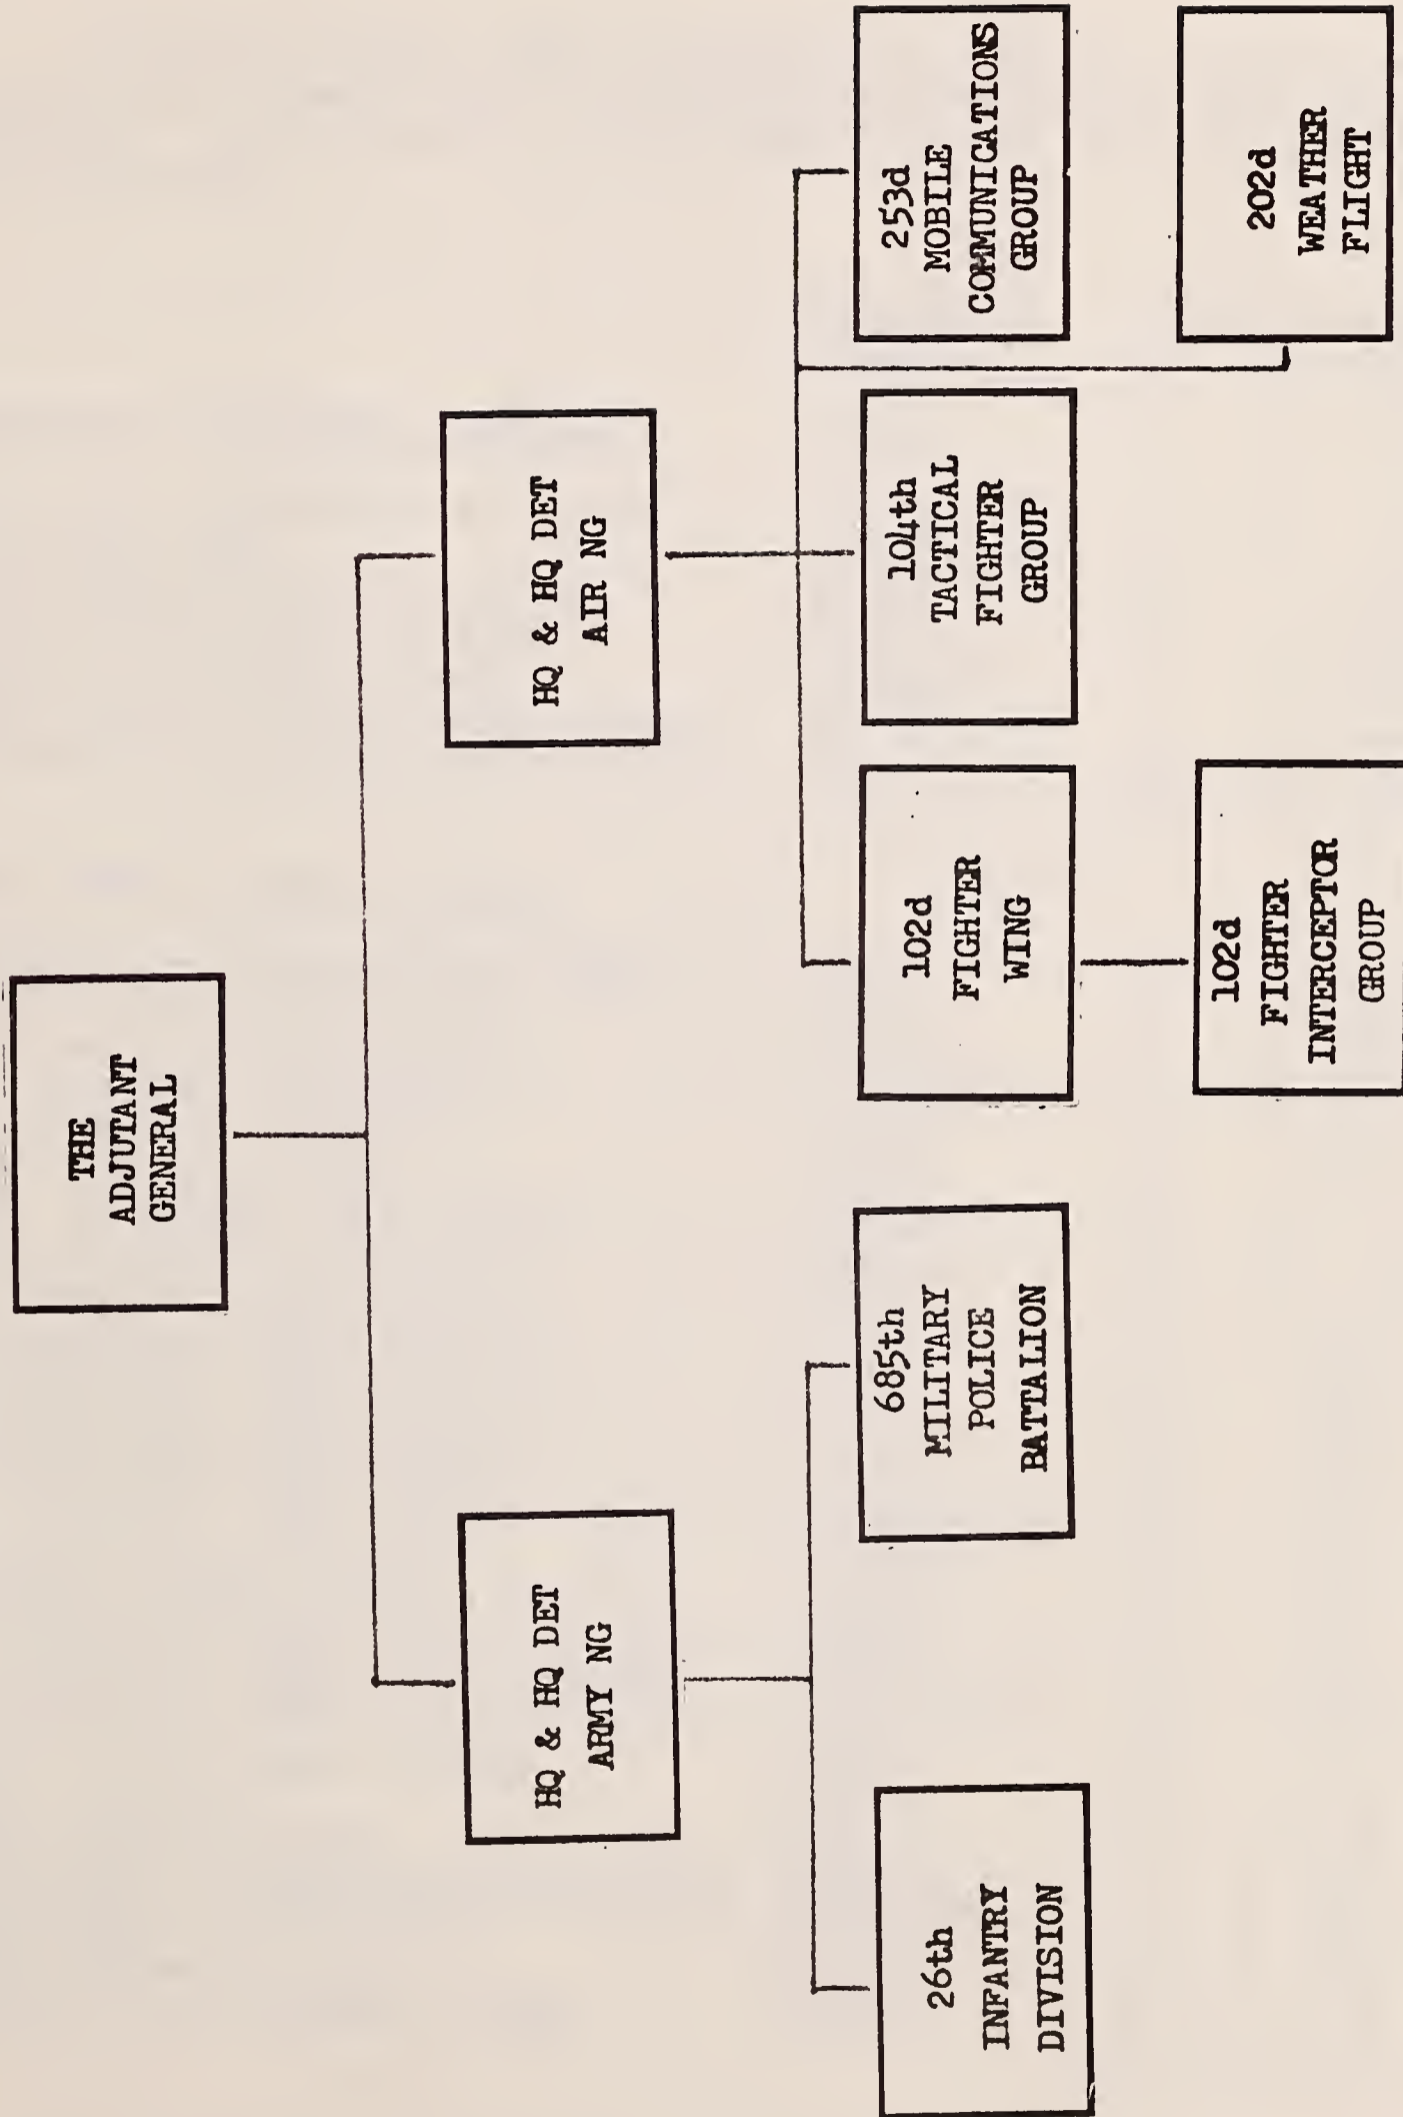 THE
ADJUTANT
GENERAL
HQ & HQ DET
ARMY NG
HQ & HQ DET
AIR NG
26th
INFANTRY
DIVISION
685th
MILITARY
POLICE
BATTALION
102d
FIGHTER
WING
104th
TACTICAL
FIGHTER
GROUP
253d
MOBILE
COMMUNICATIONS
GROUP
102d
FIGHTER
INTERCEPTOR
GROUP
202d
WEATHER
FLIGHT